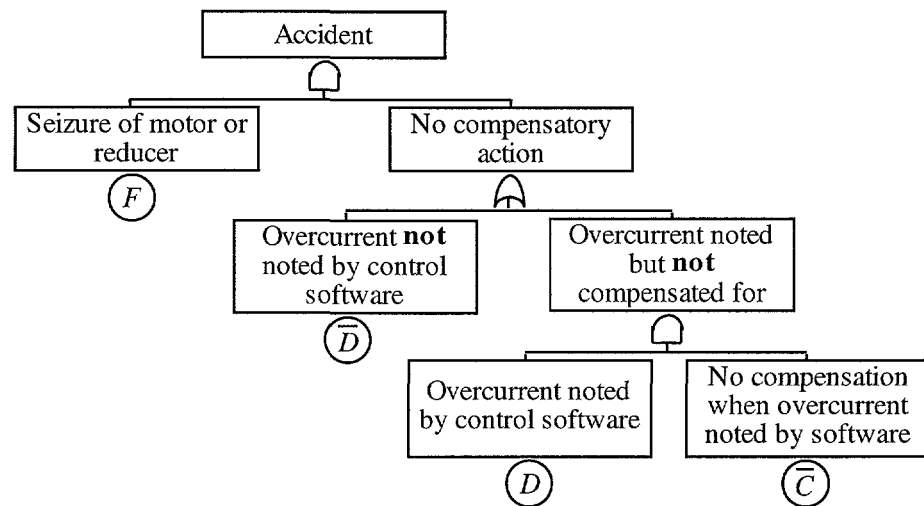 Accident
Seizure of motor or
reducer
F
No compensatory
action
Overcurrent not
noted by control
software
D̅
Overcurrent noted
but not
compensated for
Overcurrent noted
by control software
D
No compensation
when overcurrent
noted by software
C̅